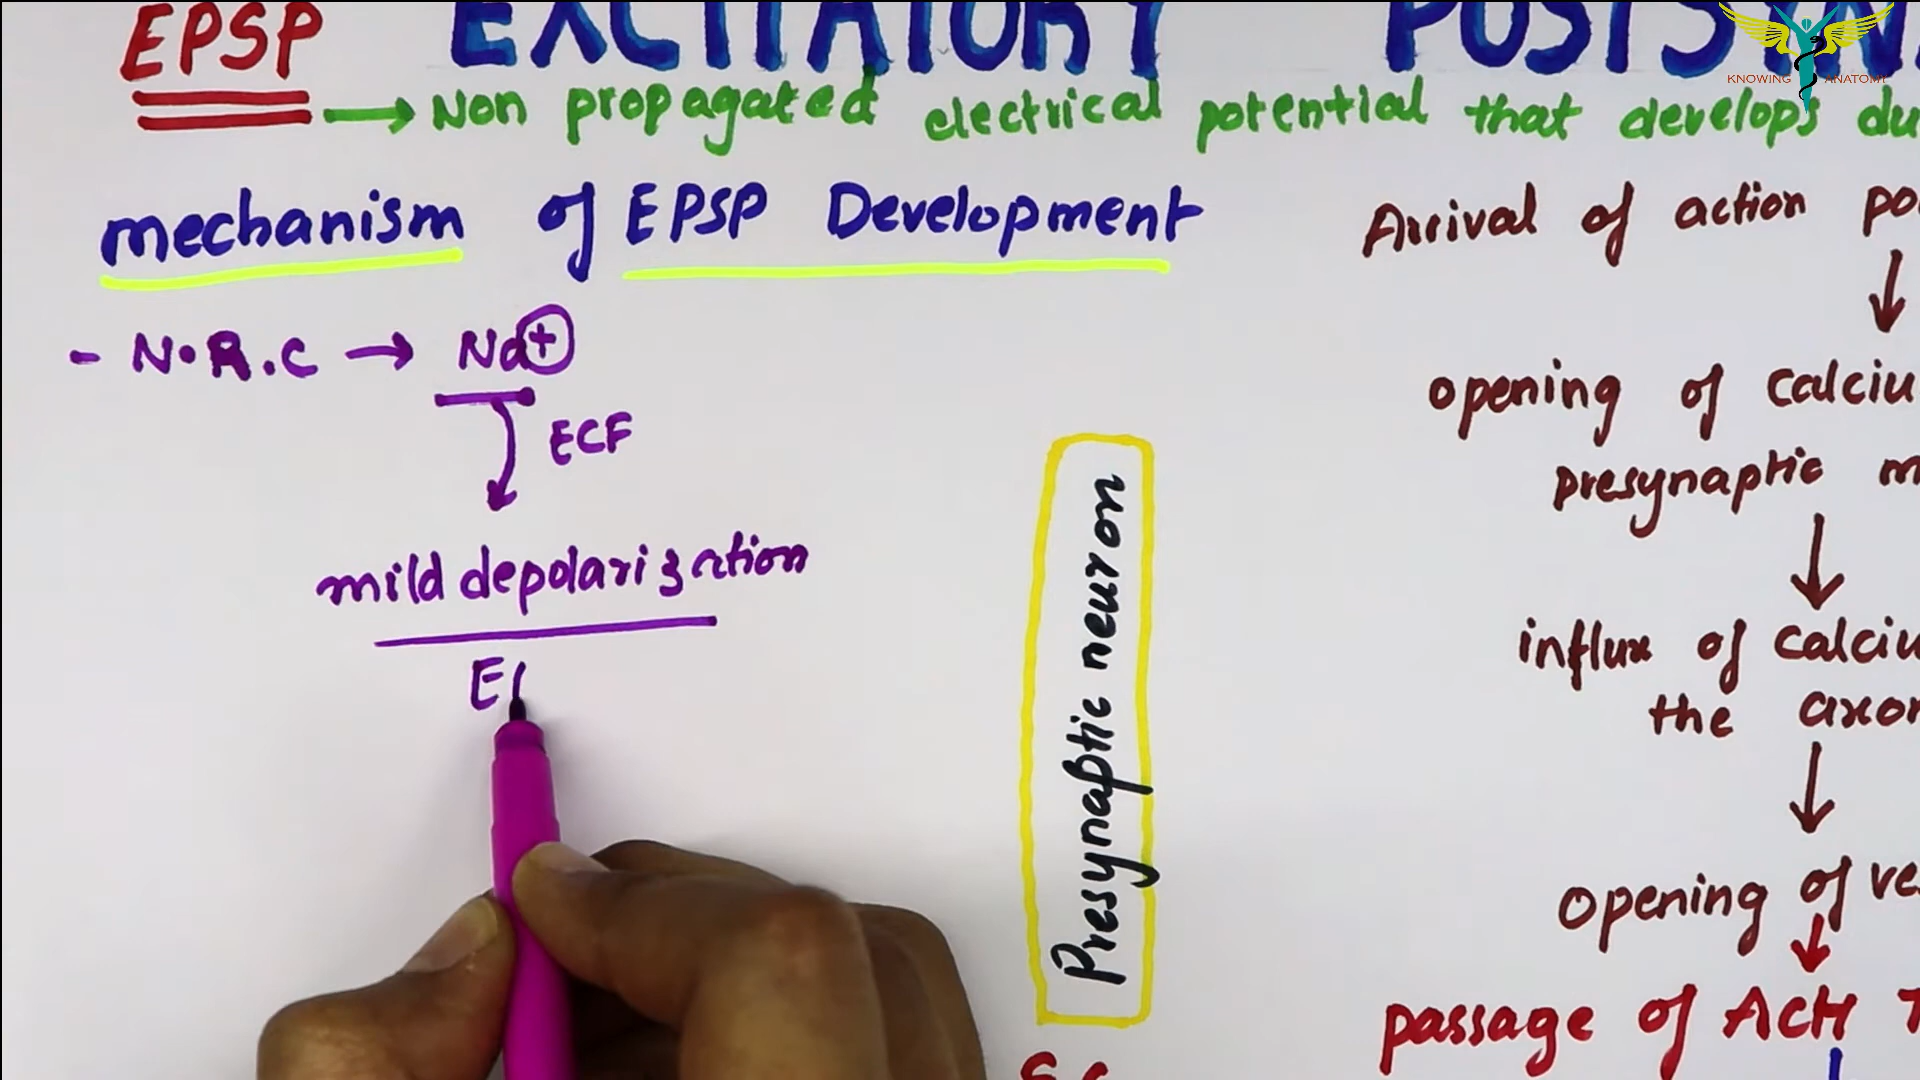 EPSP EXCITATORY POSTSYN
KNOWING ANATOMY
→ Non propagated electrical potential that develops du
mechanism of EPSP Development
- N.R.C → Na+
ECF
mild depolarization
E
Presynaptic neuron
Arrival of action po
↓
opening of calciu
presynaptic m
↓
influx of calciu
the axon
↓
opening of ve
↓
passage of ACH